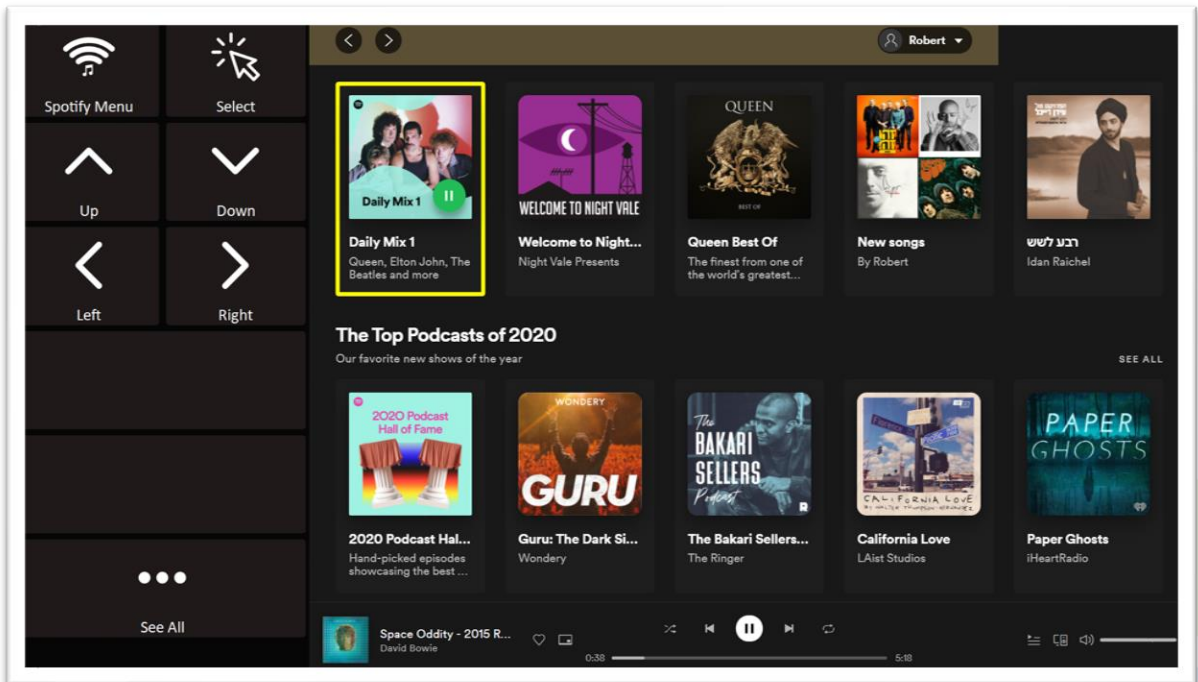 Spotify Menu
Select
Up
Down
Left
Right
See All
Robert
Daily Mix 1
Daily Mix 1
Queen, Elton John, The
Beatles and more
WELCOME TO NIGHT VALE
Welcome to Night...
Night Vale Presents
QUEEN
BEST OF
Queen Best Of
The finest from one of
the world's greatest...
New songs
By Robert
רבע לשש
Idan Raichel
The Top Podcasts of 2020
Our favorite new shows of the year
SEE ALL
2020 Podcast
Hall of Fame
2020 Podcast Hal...
Hand-picked episodes
showcasing the best ...
WONDERY
GURU
Guru: The Dark Si...
Wondery
The
BAKARI
SELLERS
Podcast
R
The Bakari Sellers...
The Ringer
CALIFORNIA LOVE
California Love
LAist Studios
PAPER
GHOSTS
Paper Ghosts
iHeartRadio
Space Oddity - 2015 R...
David Bowie
0:38
5:18